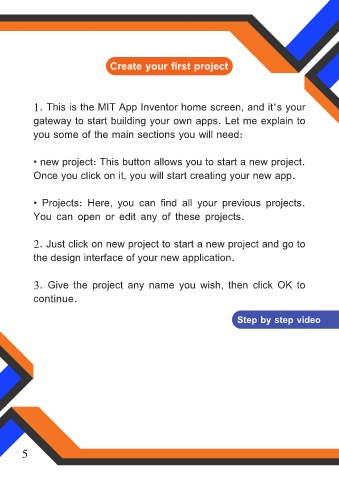 Create your first project
1. This is the MIT App Inventor home screen, and it's your
gateway to start building your own apps. Let me explain to
you some of the main sections you will need:
• new project: This button allows you to start a new project.
Once you click on it, you will start creating your new app.
• Projects: Here, you can find all your previous projects.
You can open or edit any of these projects.
2. Just click on new project to start a new project and go to
the design interface of your new application.
3. Give the project any name you wish, then click OK to
continue.
Step by step video
5